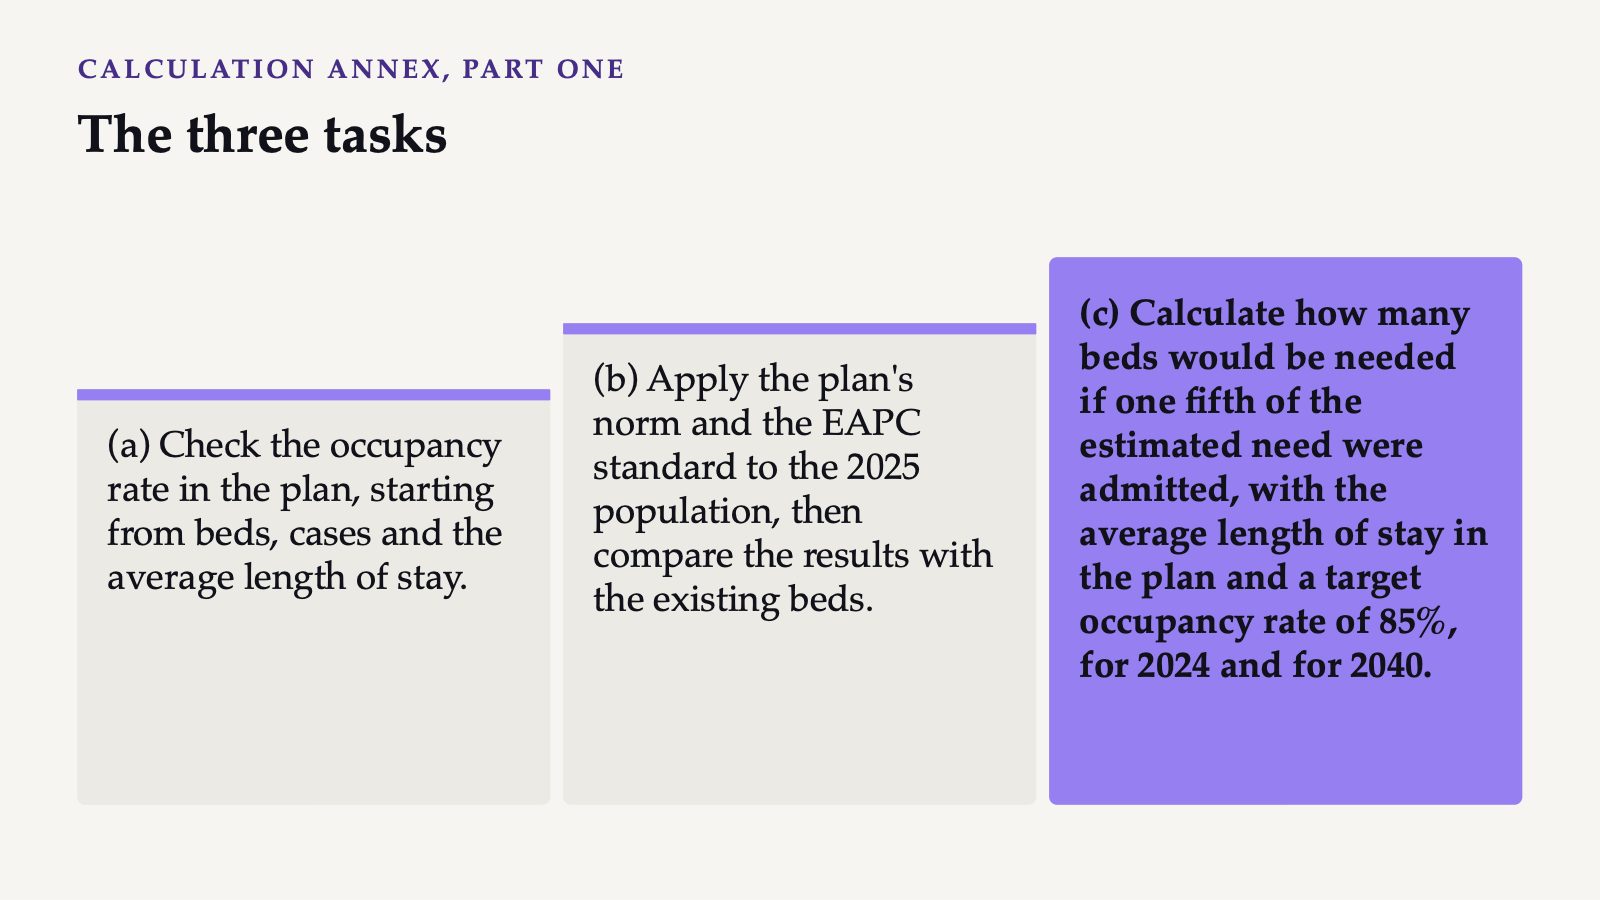 CALCULATION ANNEX, PART ONE
The three tasks
(a) Check the occupancy
rate in the plan, starting
from beds, cases and the
average length of stay.
(b) Apply the plan's
norm and the EAPC
standard to the 2025
population, then
compare the results with
the existing beds.
(c) Calculate how many
beds would be needed
if one fifth of the
estimated need were
admitted, with the
average length of stay in
the plan and a target
occupancy rate of 85%,
for 2024 and for 2040.